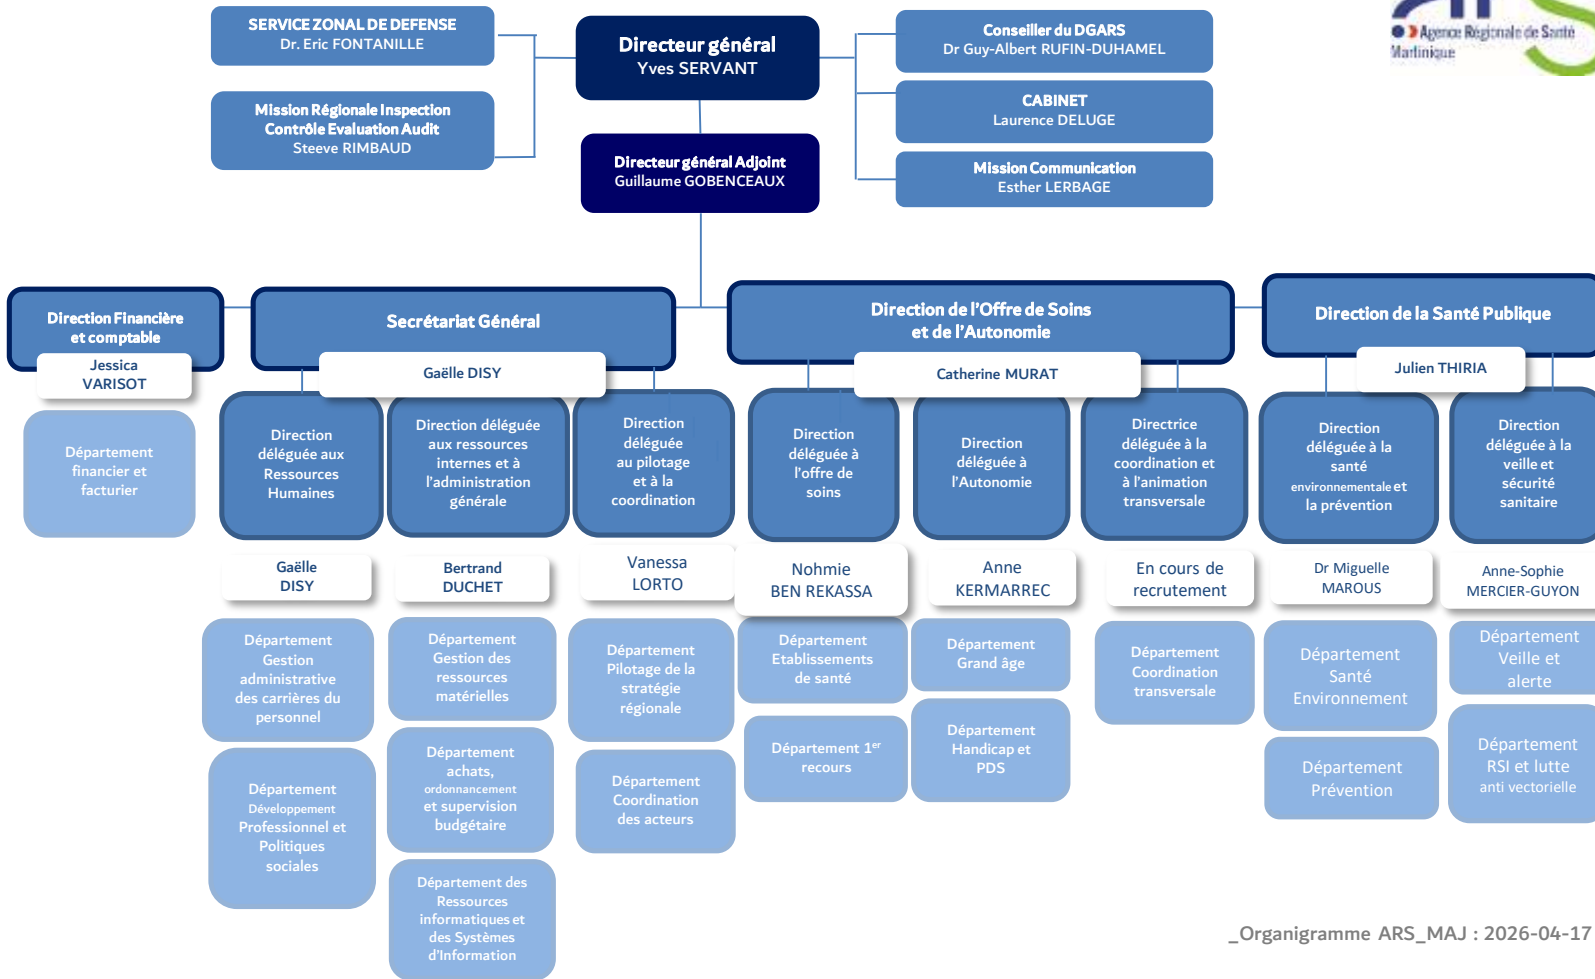 SERVICE ZONAL DE DEFENSE
Dr. Eric FONTANILLE
Mission Régionale Inspection
Contrôle Evaluation Audit
Steeve RIMBAUD
Directeur général
Yves SERVANT
Directeur général Adjoint
Guillaume GOBENCEAUX
Conseiller du DGARS
Dr Guy-Albert RUFIN-DUHAMEL
CABINET
Laurence DELUGE
Mission Communication
Esther LERBAGE
Agence Régionale de Santé
Martinique
Direction Financière
et comptable
Jessica
VARISOT
Département
financier et
facturier
Secrétariat Général
Gaëlle DISY
Direction
déléguée aux
Ressources
Humaines
Gaëlle
DISY
Département
Gestion
administrative
des carrières du
personnel
Département
Développement
Professionnel et
Politiques
sociales
Direction déléguée
aux ressources
internes et à
l'administration
générale
Bertrand
DUCHET
Département
Gestion des
ressources
matérielles
Département
achats,
ordonnancement
et supervision
budgétaire
Département des
Ressources
informatiques et
des Systèmes
d'Information
Direction
déléguée
au pilotage
et à la
coordination
Vanessa
LORTO
Département
Pilotage de la
stratégie
régionale
Département
Coordination
des acteurs
Direction de l'Offre de Soins
et de l'Autonomie
Catherine MURAT
Direction
déléguée à
l'offre de
soins
Nohmie
BEN REKASSA
Département
Etablissements
de santé
Département 1er
recours
Direction
déléguée à
l'Autonomie
Anne
KERMARREC
Département
Grand âge
Département
Handicap et
PDS
Directrice
déléguée à la
coordination et
à l'animation
transversale
En cours de
recrutement
Département
Coordination
transversale
Direction de la Santé Publique
Julien THIRIA
Direction
déléguée à la
santé
environnementale et
la prévention
Dr Miguelle
MAROUS
Département
Santé
Environnement
Département
Prévention
Direction
déléguée à la
veille et
sécurité
sanitaire
Anne-Sophie
MERCIER-GUYON
Département
Veille et
alerte
Département
RSI et lutte
anti vectorielle
_Organigramme ARS_MAJ : 2026-04-17